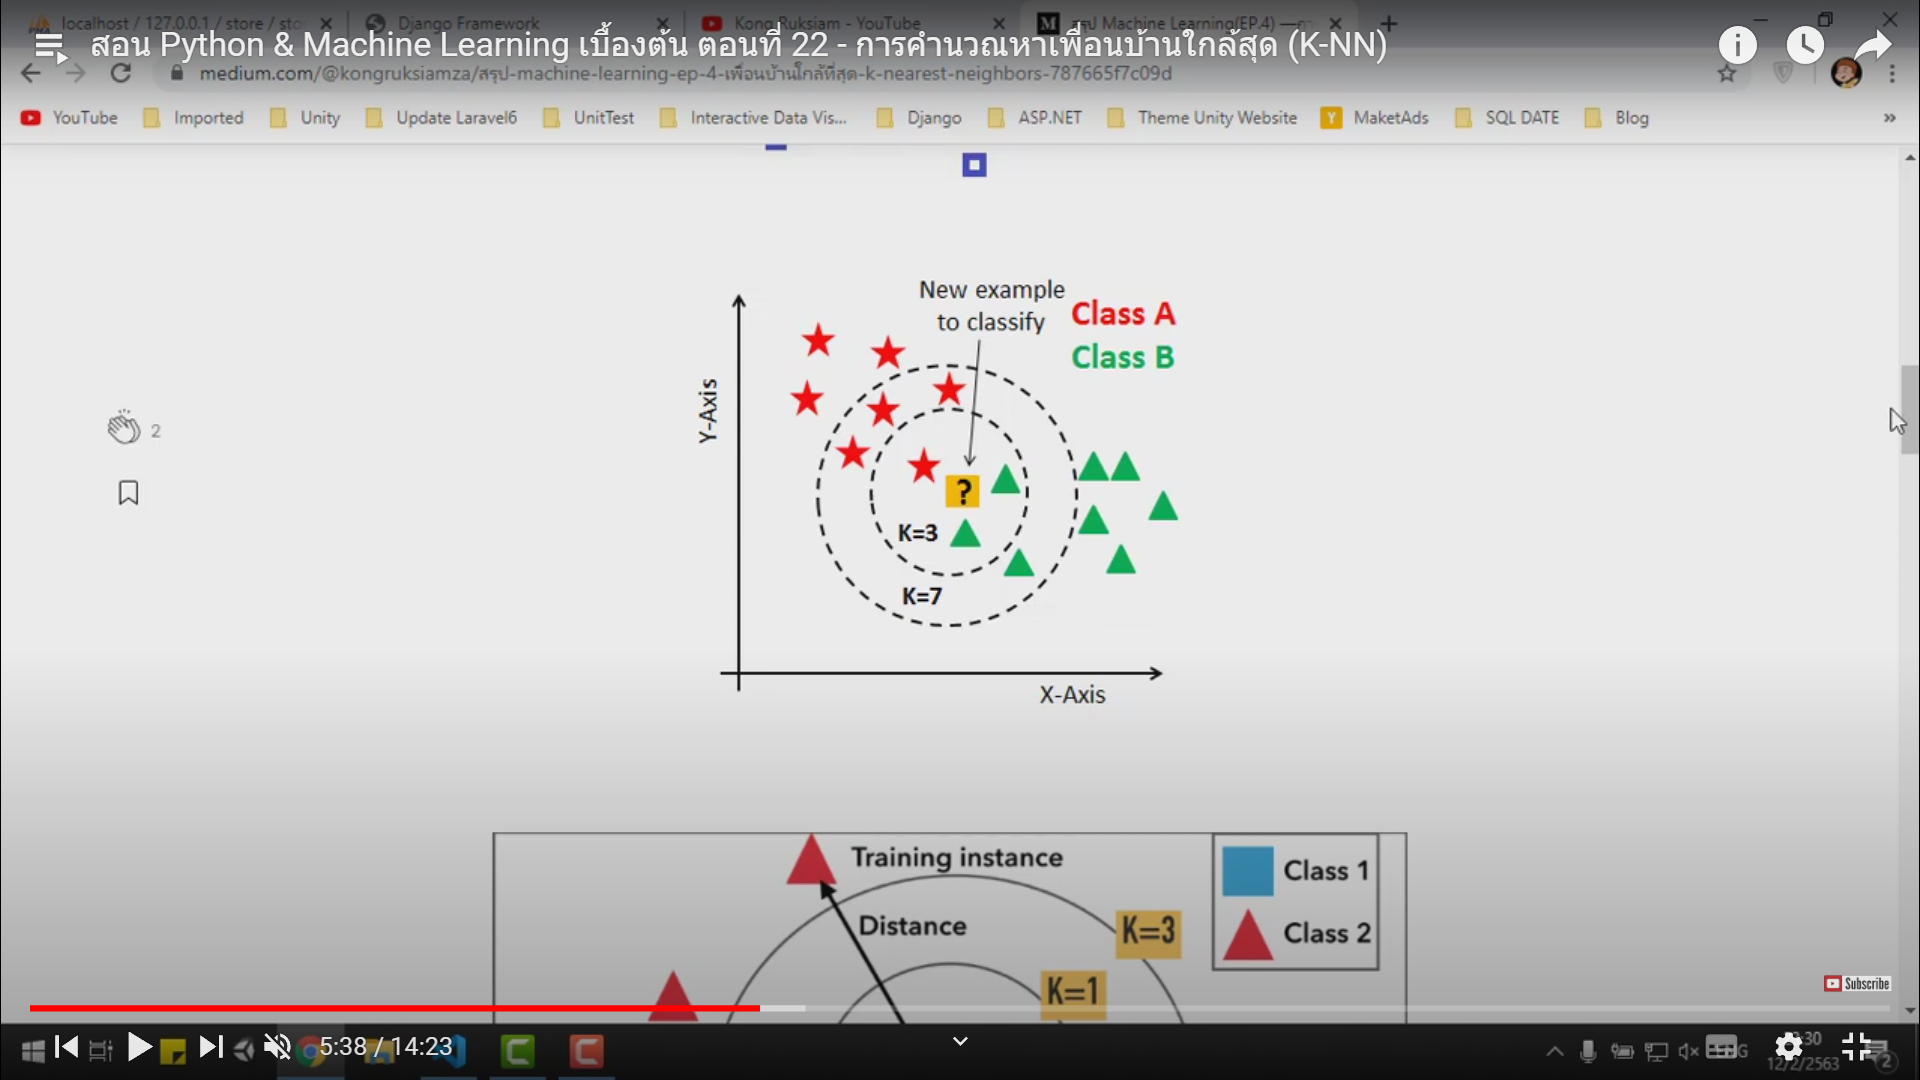 localhost / 127.0.0.1 / store / sto
Django Framework
Kong Ruksiam - YouTube
สรุป Machine Learning(EP.4) —
สอน Python & Machine Learning เบื้องต้น ตอนที่ 22 - การคำนวณหาเพื่อนบ้านใกล้สุด (K-NN)
medium.com/@kongruksiamza/สรุป-machine-learning-ep-4-เพื่อนบ้านใกล้ที่สุด-k-nearest-neighbors-787665f7c09d
YouTube
Imported
Unity
Update Laravel6
UnitTest
Interactive Data Vis...
Django
ASP.NET
Theme Unity Website
MaketAds
SQL DATE
Blog
New example
to classify
Class A
Class B
Y-Axis
2
?
K=3
K=7
X-Axis
Training instance
Class 1
Distance
K=3
Class 2
K=1
Subscribe
5:38 / 14:23
12/2/2563
2